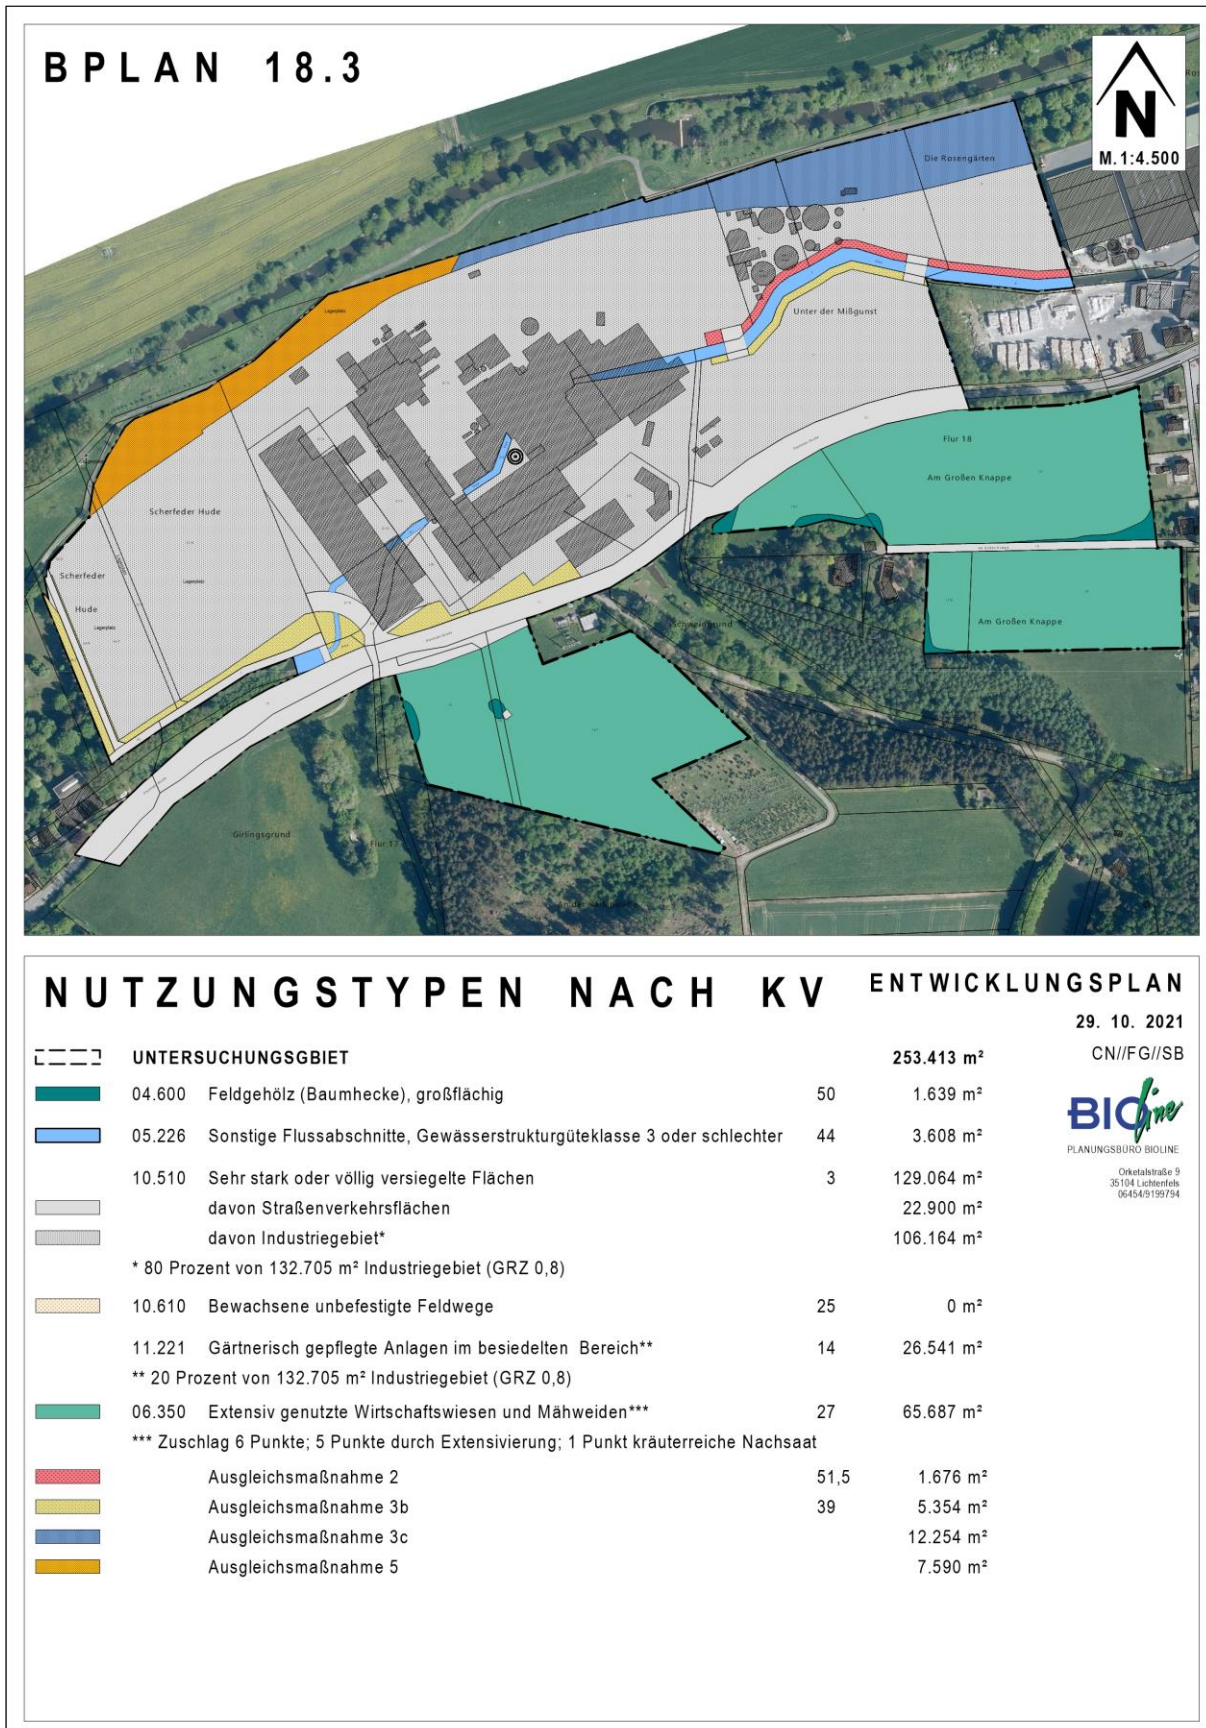 BPLAN 18.3
N
M.1:4.500
Die Rosengärten
Lagerplatz
Unter der Mißgunst
Flur 18
Am Großen Knappe
Scherfeder Hude
Scherfeder
Hude
Lagerplatz
Lagerplatz
Am Großen Knappe
Girlingsgrund
Flur 17
NUTZUNGSTYPEN NACH KV
ENTWICKLUNGSPLAN
29. 10. 2021
CN//FG//SB
UNTERSUCHUNGSGBIET 253.413 m²
04.600 Feldgehölz (Baumhecke), großflächig 50 1.639 m²
05.226 Sonstige Flussabschnitte, Gewässerstrukturgüteklasse 3 oder schlechter 44 3.608 m²
BIOline
PLANUNGSBÜRO BIOLINE
Orketalstraße 9
35104 Lichtenfels
06454/9199794
10.510 Sehr stark oder völlig versiegelte Flächen 3 129.064 m²
davon Straßenverkehrsflächen 22.900 m²
davon Industriegebiet* 106.164 m²
* 80 Prozent von 132.705 m² Industriegebiet (GRZ 0,8)
10.610 Bewachsene unbefestigte Feldwege 25 0 m²
11.221 Gärtnerisch gepflegte Anlagen im besiedelten Bereich** 14 26.541 m²
** 20 Prozent von 132.705 m² Industriegebiet (GRZ 0,8)
06.350 Extensiv genutzte Wirtschaftswiesen und Mähweiden*** 27 65.687 m²
*** Zuschlag 6 Punkte; 5 Punkte durch Extensivierung; 1 Punkt kräuterreiche Nachsaat
Ausgleichsmaßnahme 2 51,5 1.676 m²
Ausgleichsmaßnahme 3b 39 5.354 m²
Ausgleichsmaßnahme 3c 12.254 m²
Ausgleichsmaßnahme 5 7.590 m²